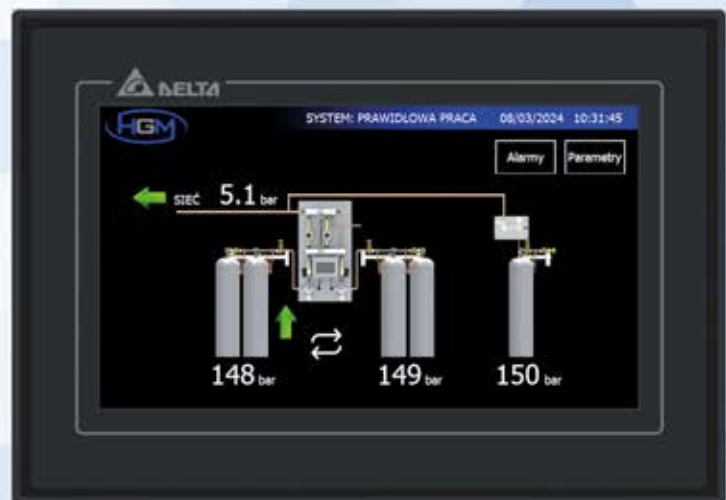 DELTA
HGM
SYSTEM: PRAWIDŁOWA PRACA 08/03/2024 10:31:45
Alarmy Parametry
SIEĆ 5.1 bar
148 bar 149 bar 150 bar